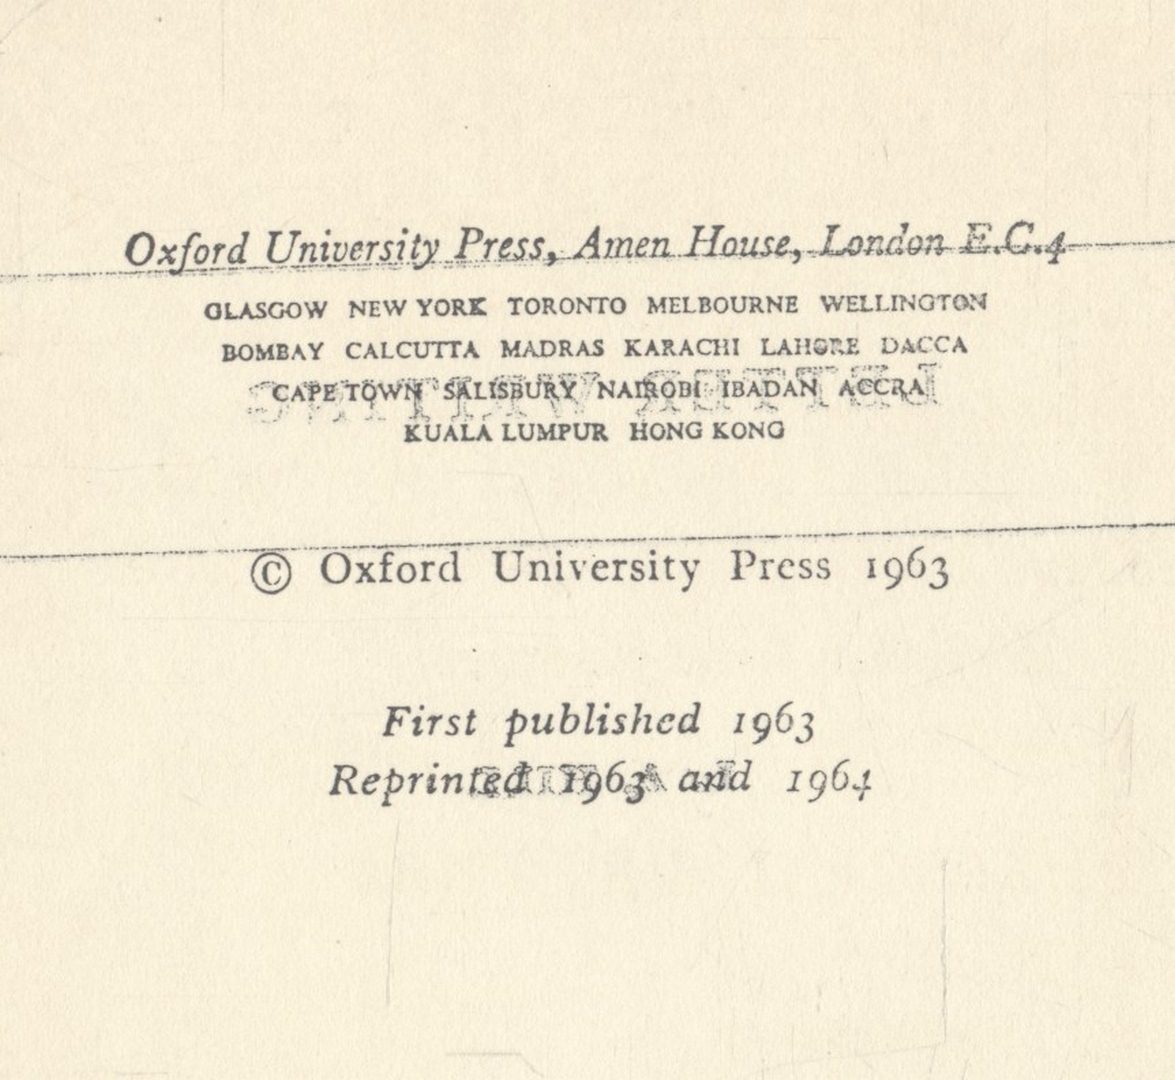 Oxford University Press, Amen House, London E.C.4
GLASGOW NEW YORK TORONTO MELBOURNE WELLINGTON
BOMBAY CALCUTTA MADRAS KARACHI LAHORE DACCA
CAPE TOWN SALISBURY NAIROBI IBADAN ACCRA
KUALA LUMPUR HONG KONG
© Oxford University Press 1963
First published 1963
Reprinted 1963 and 1964